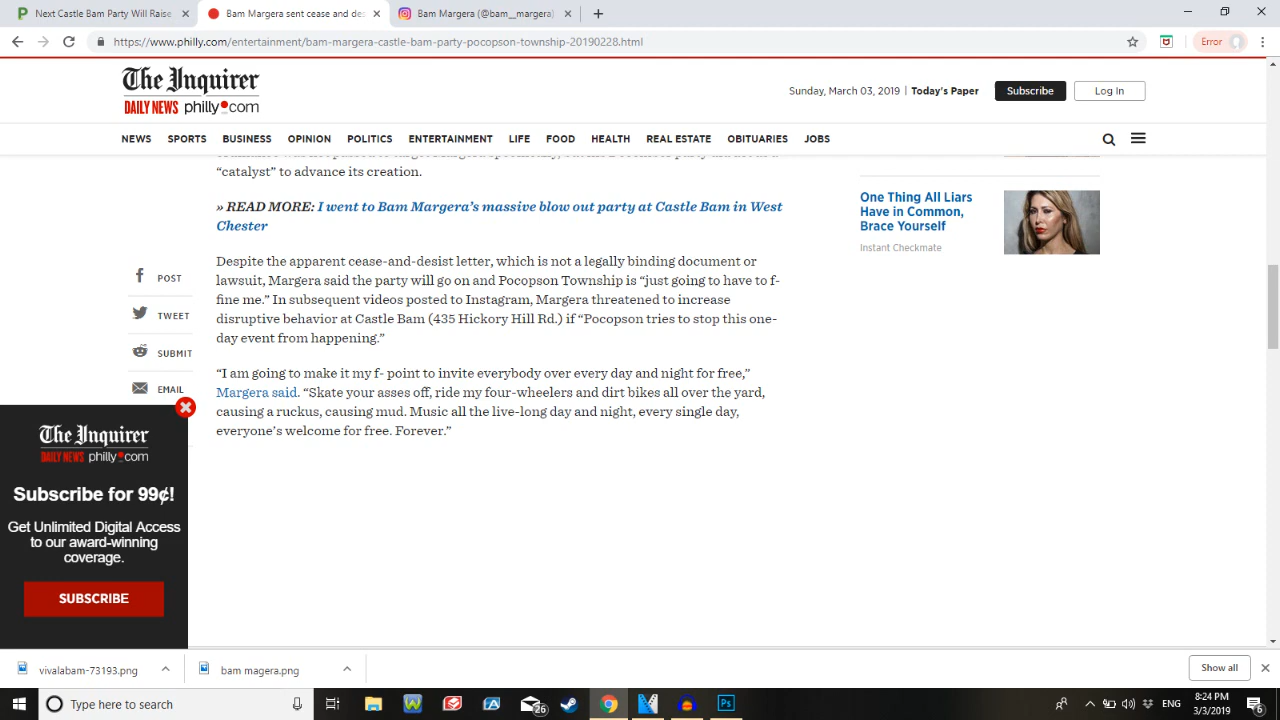 Next Castle Bam Party Will Raise
Bam Margera sent cease and des
Bam Margera (@bam__margera)
https://www.philly.com/entertainment/bam-margera-castle-bam-party-pocopson-township-20190228.html
Error
The Inquirer
DAILY NEWS philly.com
Sunday, March 03, 2019 | Today's Paper
Subscribe
Log In
NEWS SPORTS BUSINESS OPINION POLITICS ENTERTAINMENT LIFE FOOD HEALTH REAL ESTATE OBITUARIES JOBS
“catalyst” to advance its creation.
» READ MORE: I went to Bam Margera’s massive blow out party at Castle Bam in West
Chester
Despite the apparent cease-and-desist letter, which is not a legally binding document or
lawsuit, Margera said the party will go on and Pocopson Township is “just going to have to f-
fine me.” In subsequent videos posted to Instagram, Margera threatened to increase
disruptive behavior at Castle Bam (435 Hickory Hill Rd.) if “Pocopson tries to stop this one-
day event from happening.”
“I am going to make it my f- point to invite everybody over every day and night for free,”
Margera said. “Skate your asses off, ride my four-wheelers and dirt bikes all over the yard,
causing a ruckus, causing mud. Music all the live-long day and night, every single day,
everyone’s welcome for free. Forever.”
POST
TWEET
SUBMIT
EMAIL
One Thing All Liars
Have in Common,
Brace Yourself
Instant Checkmate
The Inquirer
DAILY NEWS philly.com
Subscribe for 99¢!
Get Unlimited Digital Access
to our award-winning
coverage.
SUBSCRIBE
vivalabam-73193.png
bam magera.png
Show all
Type here to search
26
ENG
8:24 PM
3/3/2019
6